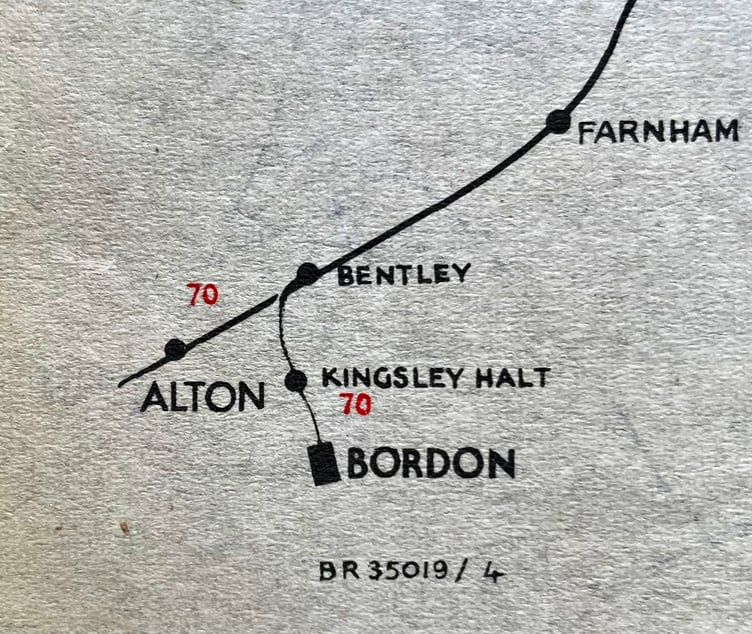 FARNHAM
BENTLEY
70
KINGSLEY HALT
ALTON
70
BORDON
BR 35019 / 4